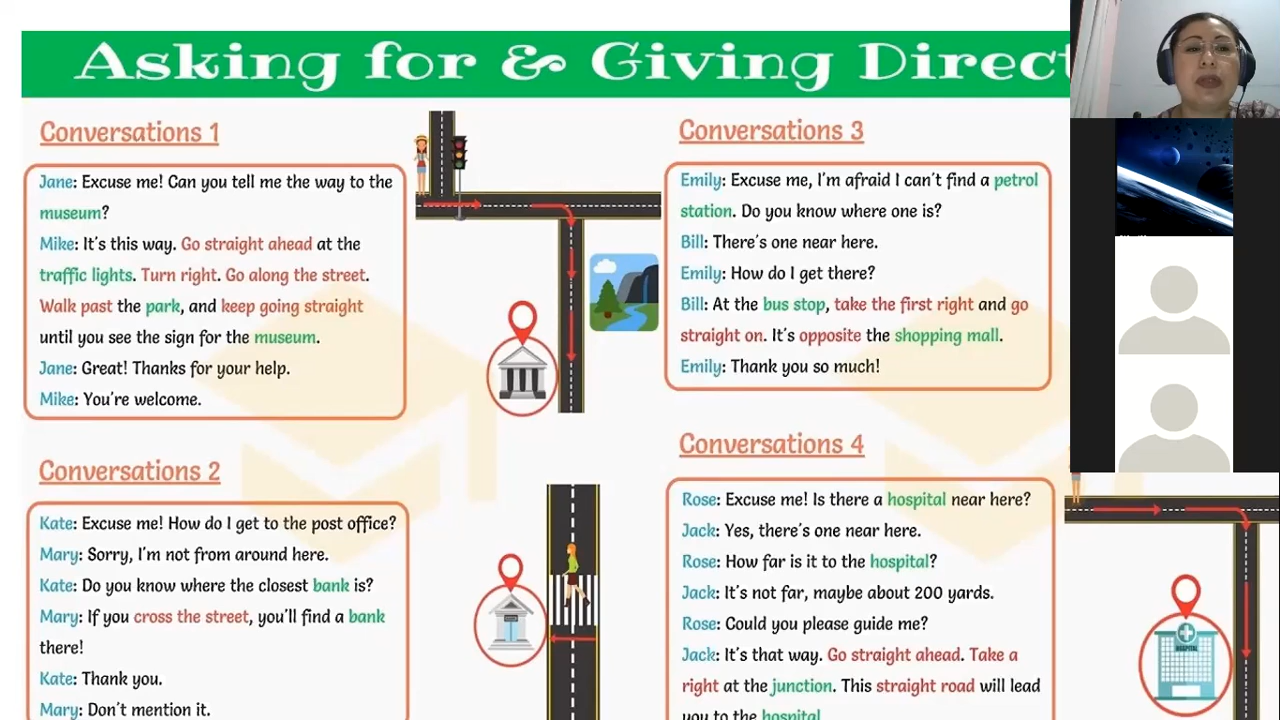 Asking for & Giving Direct
Conversations 1
Jane: Excuse me! Can you tell me the way to the
museum?
Mike: It's this way. Go straight ahead at the
traffic lights. Turn right. Go along the street.
Walk past the park, and keep going straight
until you see the sign for the museum.
Jane: Great! Thanks for your help.
Mike: You're welcome.
Conversations 2
Kate: Excuse me! How do I get to the post office?
Mary: Sorry, I'm not from around here.
Kate: Do you know where the closest bank is?
Mary: If you cross the street, you'll find a bank
there!
Kate: Thank you.
Mary: Don't mention it.
Conversations 3
Emily: Excuse me, I'm afraid I can't find a petrol
station. Do you know where one is?
Bill: There's one near here.
Emily: How do I get there?
Bill: At the bus stop, take the first right and go
straight on. It's opposite the shopping mall.
Emily: Thank you so much!
Conversations 4
Rose: Excuse me! Is there a hospital near here?
Jack: Yes, there's one near here.
Rose: How far is it to the hospital?
Jack: It's not far, maybe about 200 yards.
Rose: Could you please guide me?
Jack: It's that way. Go straight ahead. Take a
right at the junction. This straight road will lead
you to the hospital
HOSPITAL